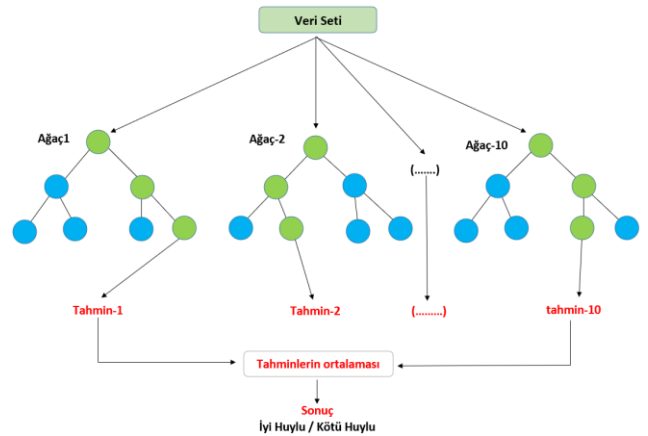 Veri Seti
Ağaç1
Ağaç-2
(.......)
Ağaç-10
Tahmin-1
Tahmin-2
(.........)
tahmin-10
Tahminlerin ortalaması
Sonuç
İyi Huylu / Kötü Huylu